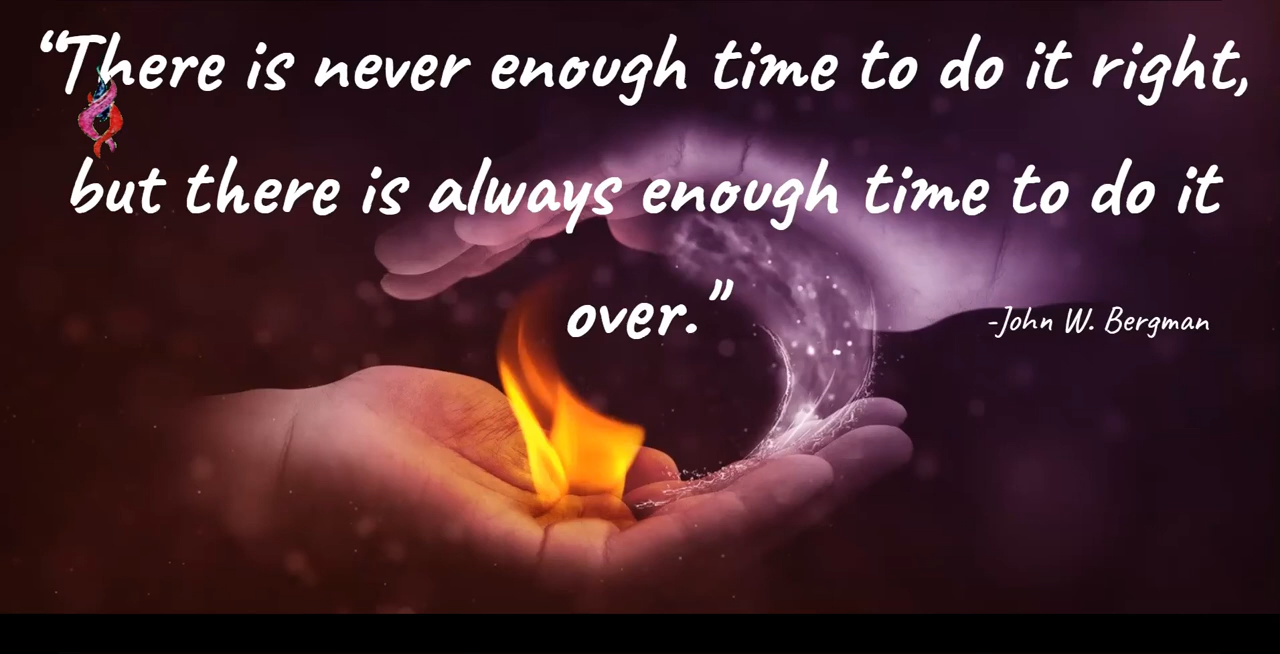 “There is never enough time to do it right,
but there is always enough time to do it
over.”
-John W. Bergman